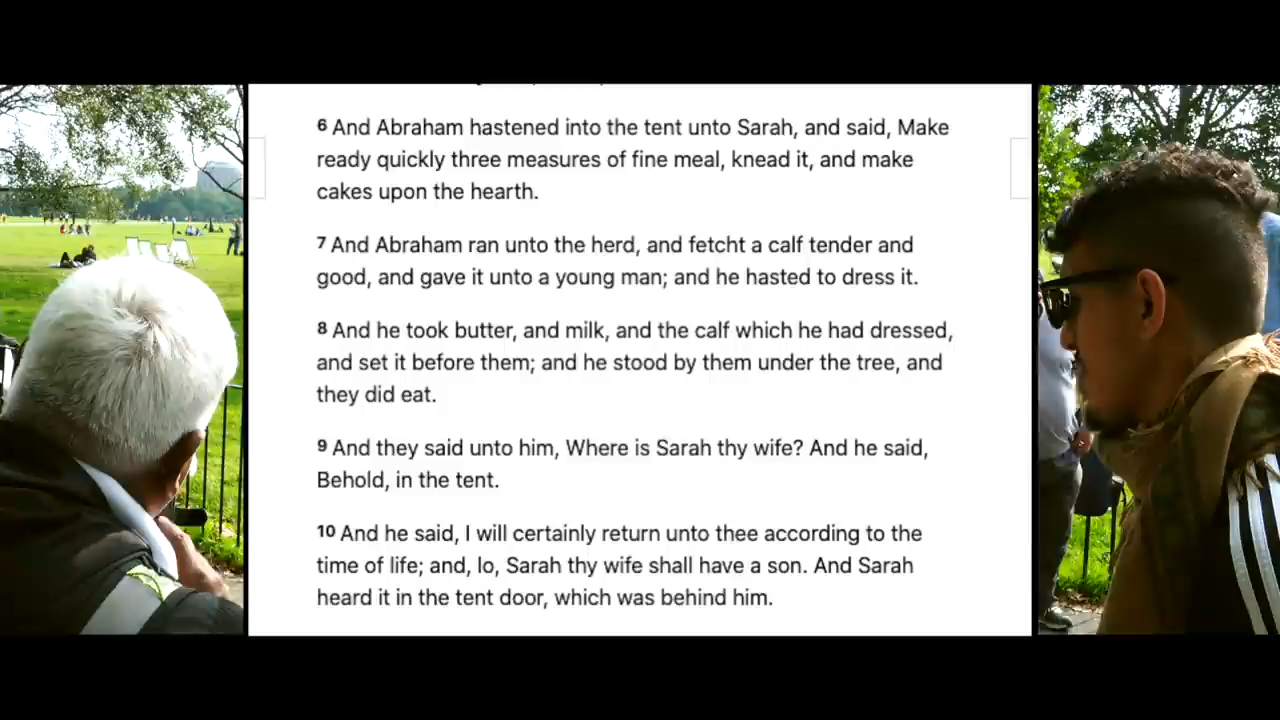 6 And Abraham hastened into the tent unto Sarah, and said, Make
ready quickly three measures of fine meal, knead it, and make
cakes upon the hearth.
7 And Abraham ran unto the herd, and fetcht a calf tender and
good, and gave it unto a young man; and he hasted to dress it.
8 And he took butter, and milk, and the calf which he had dressed,
and set it before them; and he stood by them under the tree, and
they did eat.
9 And they said unto him, Where is Sarah thy wife? And he said,
Behold, in the tent.
10 And he said, I will certainly return unto thee according to the
time of life; and, lo, Sarah thy wife shall have a son. And Sarah
heard it in the tent door, which was behind him.